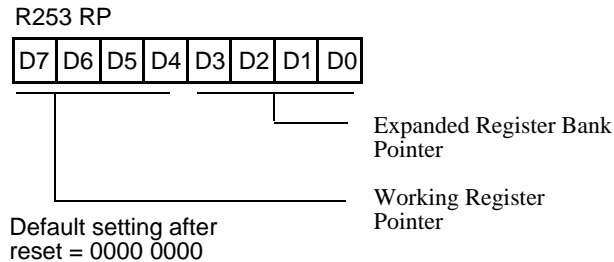 R253 RP
D7 D6 D5 D4 D3 D2 D1 D0
Expanded Register Bank
Pointer
Working Register
Pointer
Default setting after
reset = 0000 0000